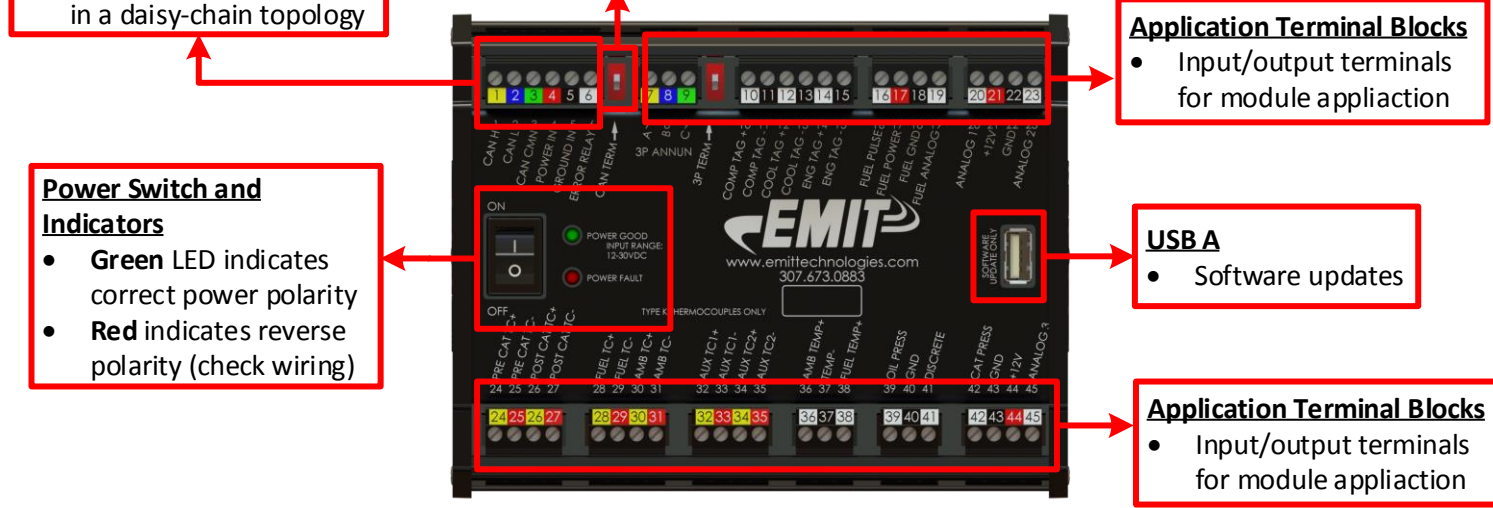 in a daisy-chain topology
Application Terminal Blocks
• Input/output terminals
for module appliaction
1 2 3 4 5 6
7 8 9
10 11 12 13 14 15
16 17 18 19
20 21 22 23
CAN HI
CAN LO
CAN CMN
POWER IN
GROUND IN
ERROR RELAY
CAN TERM
A
B
C
3P ANNUN
3P TERM
COMP TAG +
COMP TAG -
COOL TAG +
COOL TAG -
ENG TAG +
ENG TAG -
FUEL PULSE
FUEL POWER
FUEL GND
FUEL ANALOG
ANALOG 1
+12V
GND
ANALOG 2
Power Switch and
Indicators
• Green LED indicates
correct power polarity
• Red indicates reverse
polarity (check wiring)
ON
OFF
POWER GOOD
INPUT RANGE:
12-30VDC
POWER FAULT
EMIT
www.emittechnologies.com
307.673.0883
TYPE K THERMOCOUPLES ONLY
SOFTWARE
UPDATE ONLY
USB A
• Software updates
PRE CAT TC+
PRE CAT TC-
POST CAT TC+
POST CAT TC-
FUEL TC+
FUEL TC-
AMB TC+
AMB TC-
AUX TC1+
AUX TC1-
AUX TC2+
AUX TC2-
AMB TEMP+
TEMP-
FUEL TEMP+
OIL PRESS
GND
DISCRETE
CAT PRESS
GND
+12V
ANALOG 3
24 25 26 27
28 29 30 31
32 33 34 35
36 37 38
39 40 41
42 43 44 45
24 25 26 27
28 29 30 31
32 33 34 35
36 37 38
39 40 41
42 43 44 45
Application Terminal Blocks
• Input/output terminals
for module appliaction